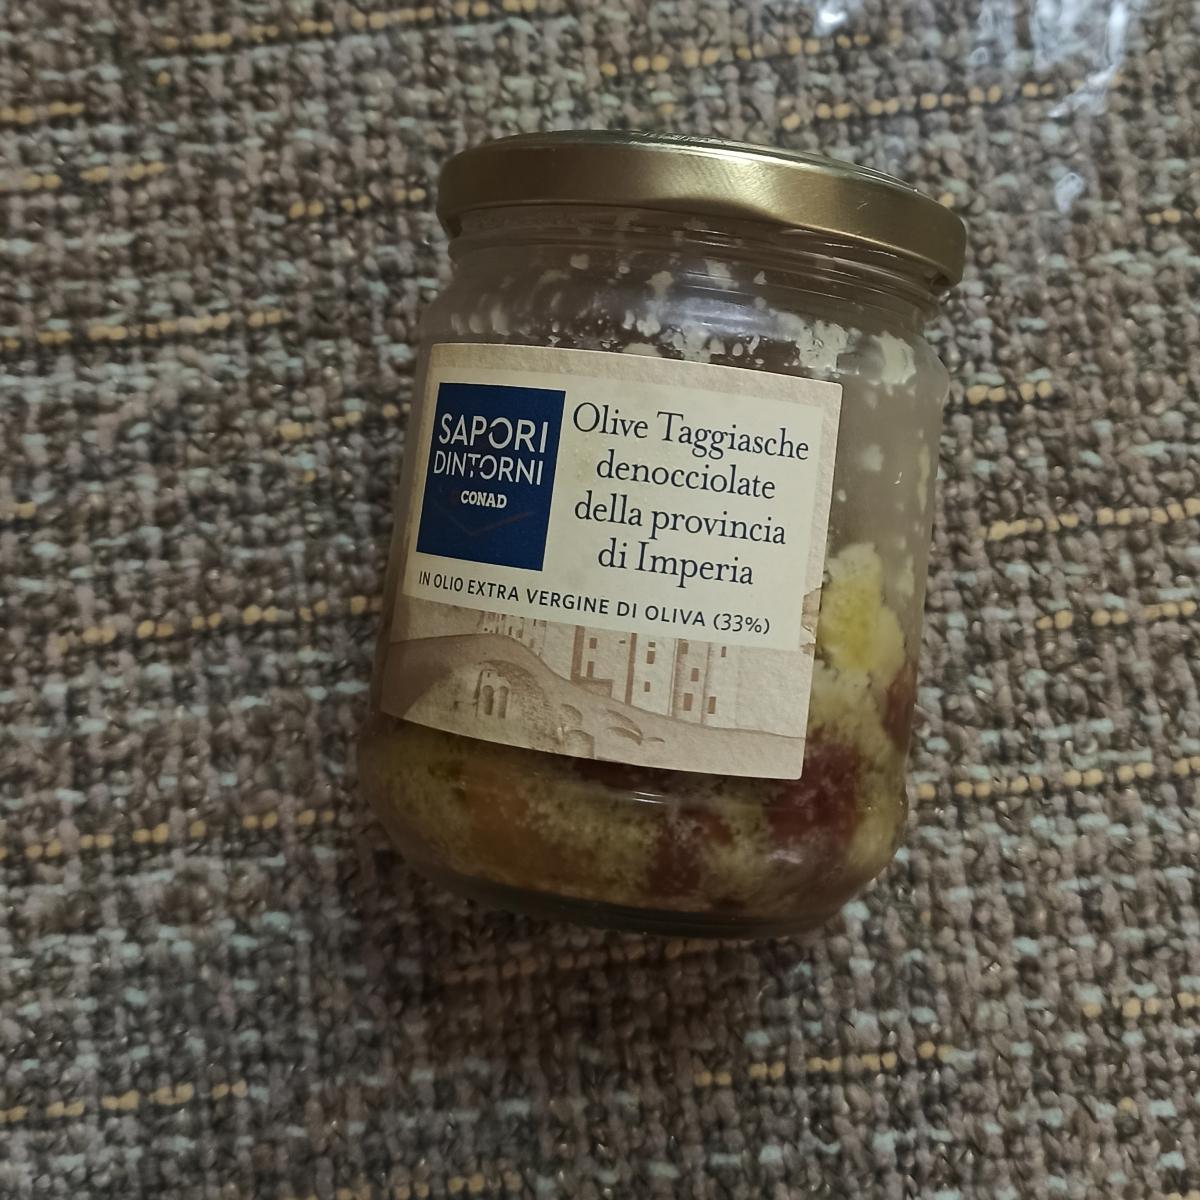 SAPORI
DINTORNI
CONAD
Olive Taggiasche
denocciolate
della provincia
di Imperia
IN OLIO EXTRA VERGINE DI OLIVA (33%)